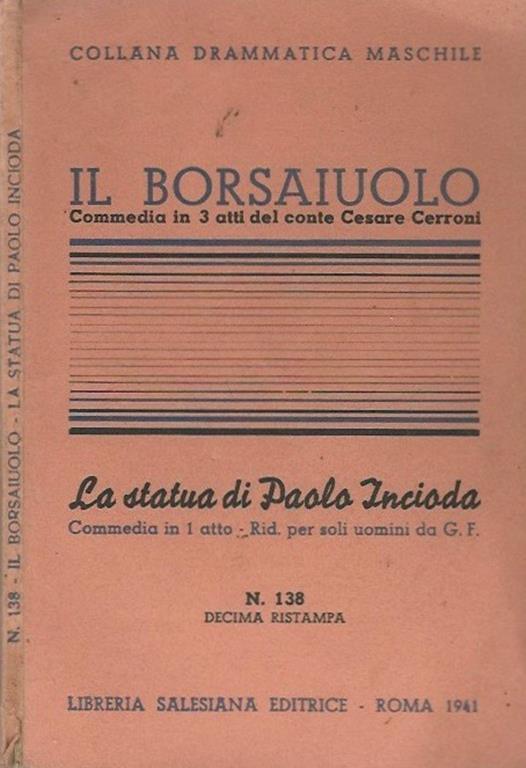 COLLANA DRAMMATICA MASCHILE
IL BORSAIUOLO
Commedia in 3 atti del conte Cesare Cerroni
La statua di Paolo Incioda
Commedia in 1 atto - Rid. per soli uomini da G. F.
N. 138
DECIMA RISTAMPA
LIBRERIA SALESIANA EDITRICE - ROMA 1941
N. 138 - IL BORSAIUOLO - LA STATUA DI PAOLO INCIODA